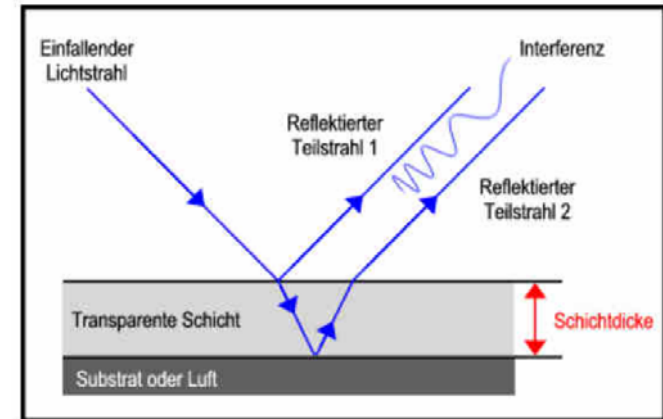 Einfallender
Lichtstrahl
Interferenz
Reflektierter
Teilstrahl 1
Reflektierter
Teilstrahl 2
Transparente Schicht
Schichtdicke
Substrat oder Luft